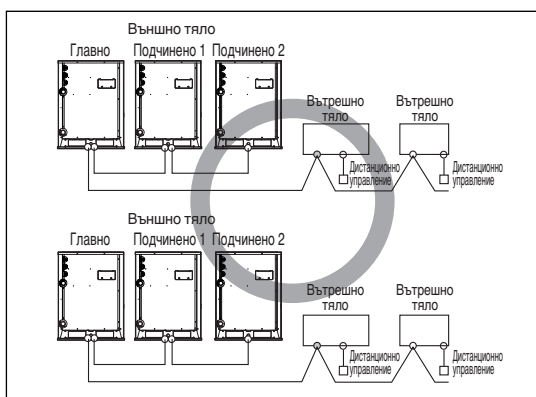 Външно тяло
Главно Подчинено 1 Подчинено 2
Вътрешно
тяло
Вътрешно
тяло
Дистанционно
управление
Дистанционно
управление
Външно тяло
Главно Подчинено 1 Подчинено 2
Вътрешно
тяло
Вътрешно
тяло
Дистанционно
управление
Дистанционно
управление